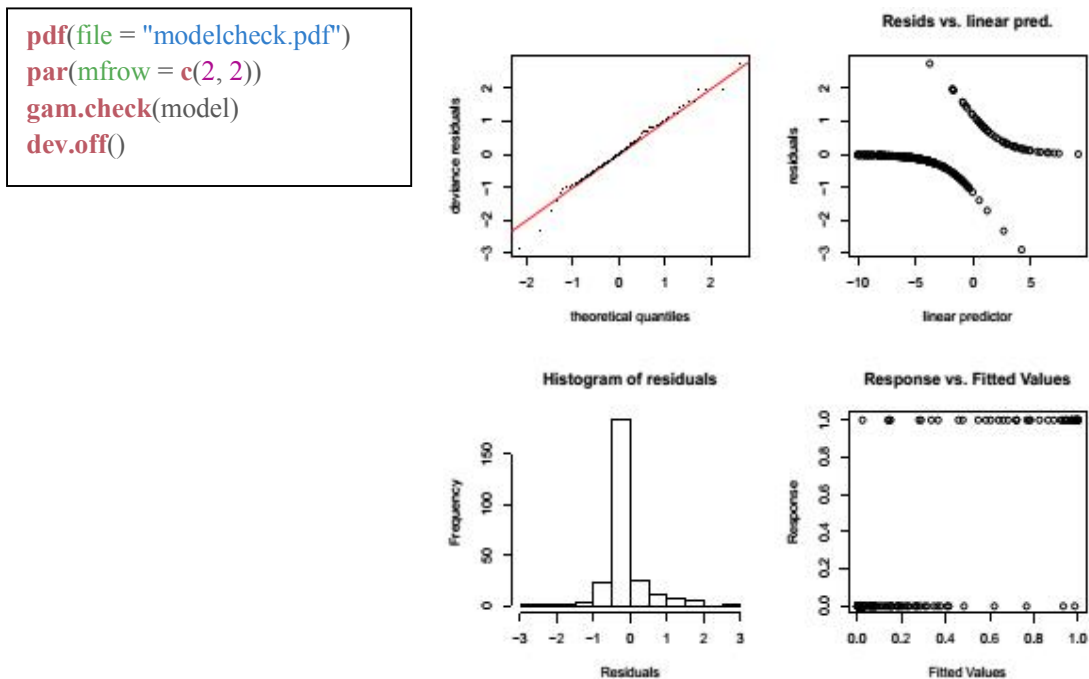 pdf(file = "modelcheck.pdf")
par(mfrow = c(2, 2))
gam.check(model)
dev.off()
deviance residuals
−3 −2 −1 0 1 2
−2 −1 0 1 2
theoretical quantiles
Resids vs. linear pred.
residuals
−3 −2 −1 0 1 2
−10 −5 0 5
linear predictor
Histogram of residuals
Frequency
0 50 100 150
−3 −2 −1 0 1 2 3
Residuals
Response vs. Fitted Values
Response
0.0 0.2 0.4 0.6 0.8 1.0
0.0 0.2 0.4 0.6 0.8 1.0
Fitted Values